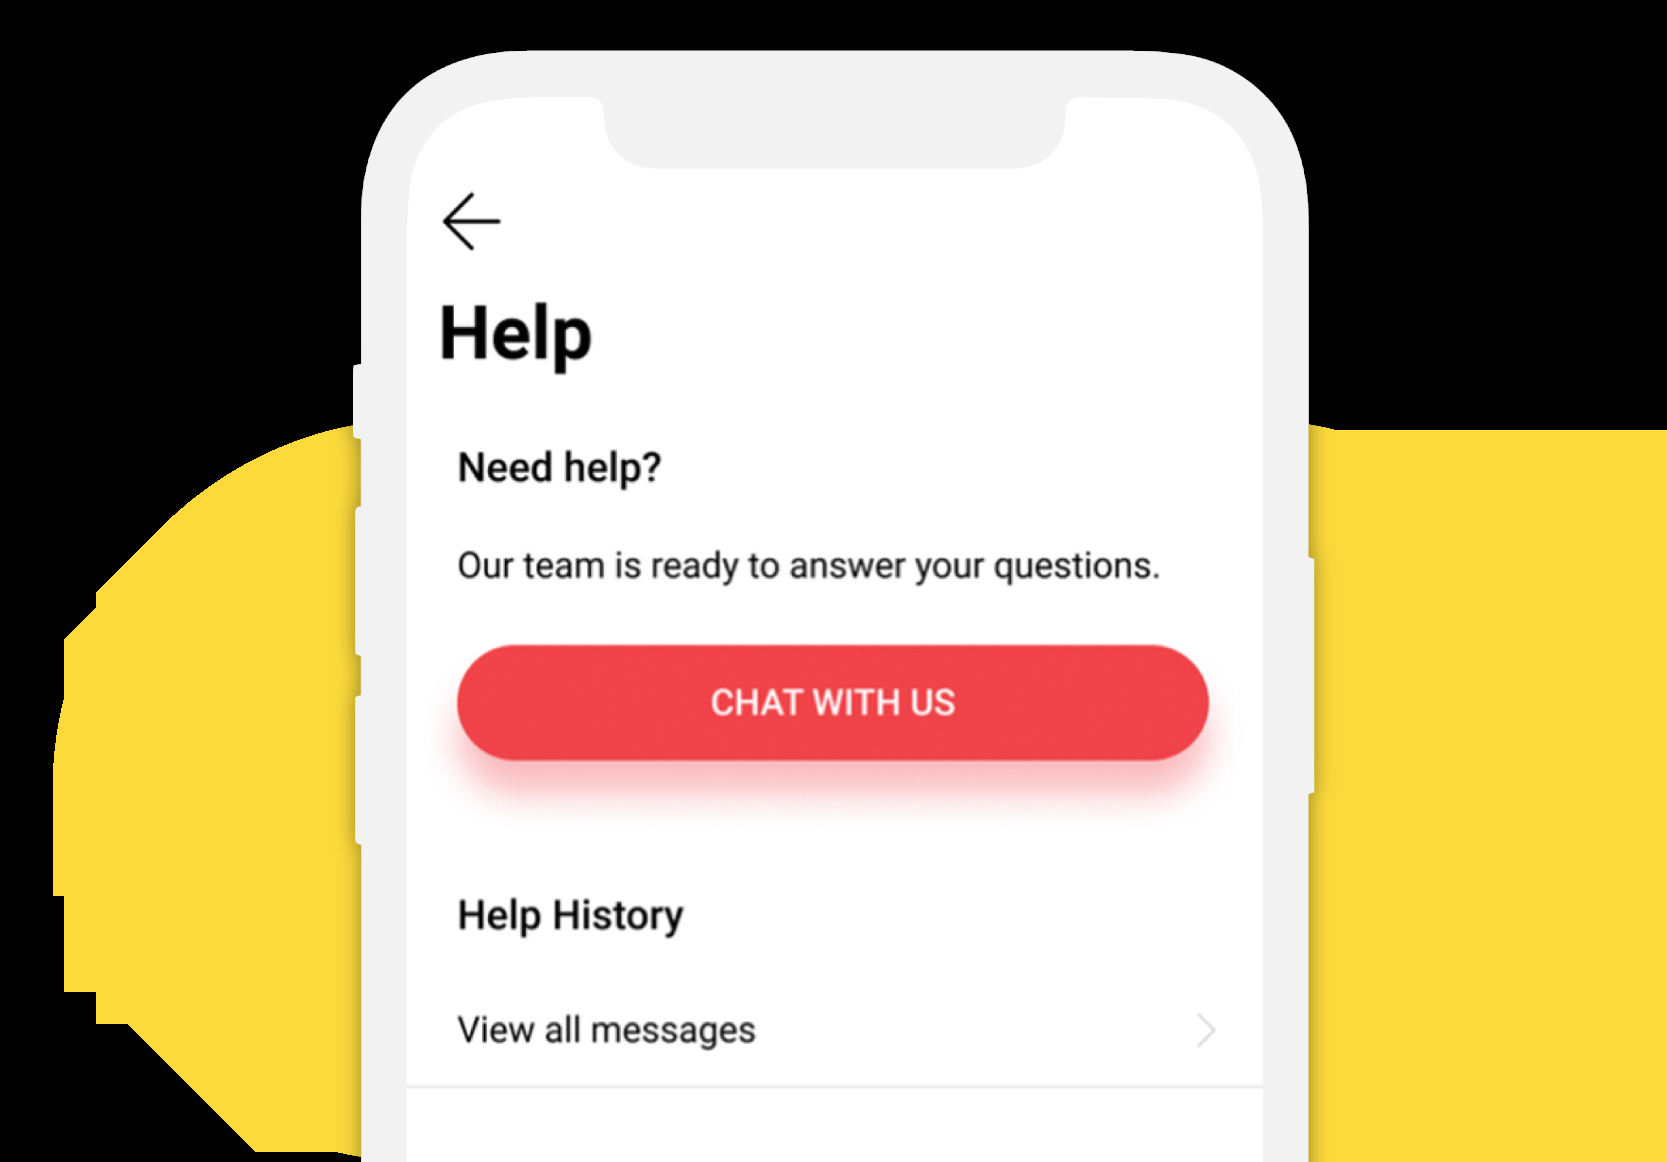 Help
Need help?
Our team is ready to answer your questions.
CHAT WITH US
Help History
View all messages